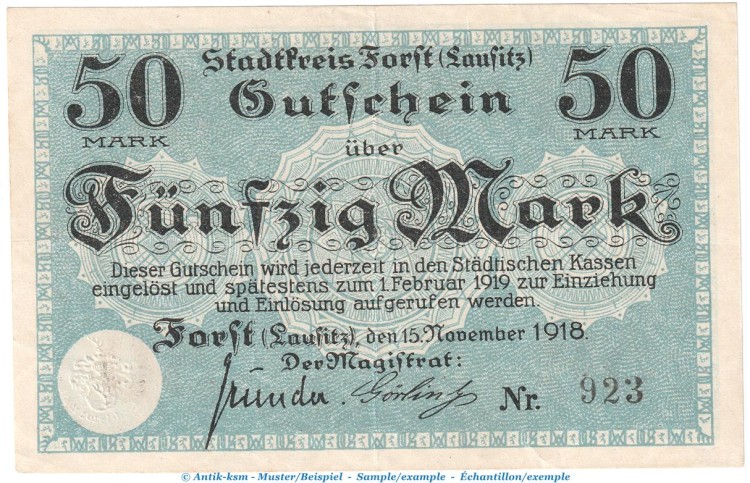 50 Stadtkreis Forst (Lausitz) 50
MARK Gutschein MARK
über
Fünfzig Mark
Dieser Gutschein wird jederzeit in den Städtischen Kassen
eingelöst und spätestens zum 1. Februar 1919 zur Einziehung
und Einlösung aufgerufen werden.
Forst (Lausitz), den 15. November 1918.
Der Magistrat:
Gründer. Görling
Nr. 923
© Antik-ksm - Muster/Beispiel - Sample/example - Échantillon/exemple